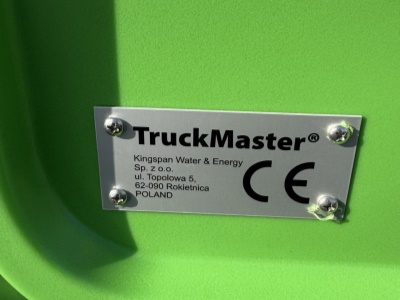 TruckMaster®
Kingspan Water & Energy
Sp. z o.o.
ul. Topolowa 5,
62-090 Rokietnica
POLAND
CE